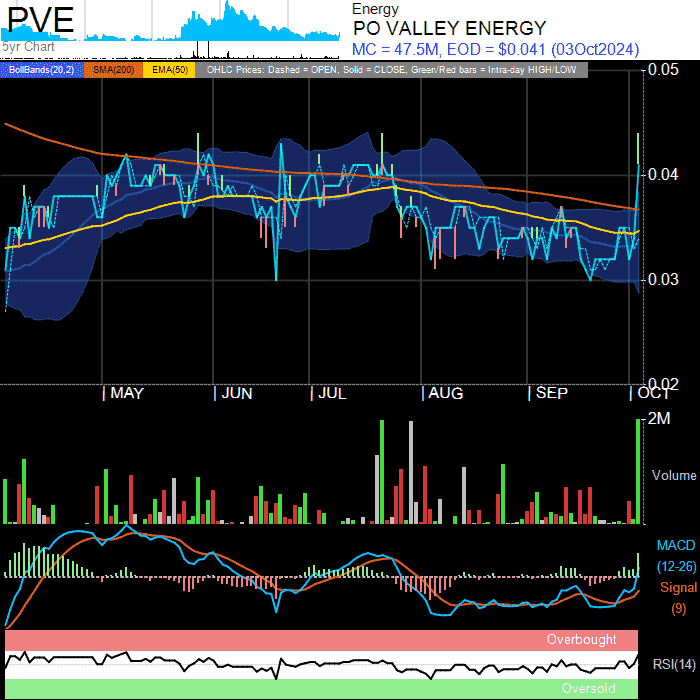 PVE
5yr Chart
Energy
PO VALLEY ENERGY
MC = 47.5M, EOD = $0.041 (03Oct2024)
BollBands(20,2) SMA(200) EMA(50) OHLC Prices: Dashed = OPEN, Solid = CLOSE, Green/Red bars = Intra-day HIGH/LOW
0.05
0.04
0.03
0.02
MAY JUN JUL AUG SEP OCT
2M
Volume
MACD
(12-26)
Signal
(9)
Overbought
RSI(14)
Oversold